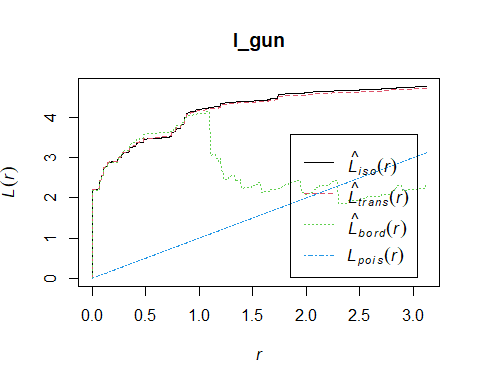 l_gun
L(r)
4
3
2
1
0
L̂iso(r)
L̂trans(r)
L̂bord(r)
Lpois(r)
0.0 0.5 1.0 1.5 2.0 2.5 3.0
r